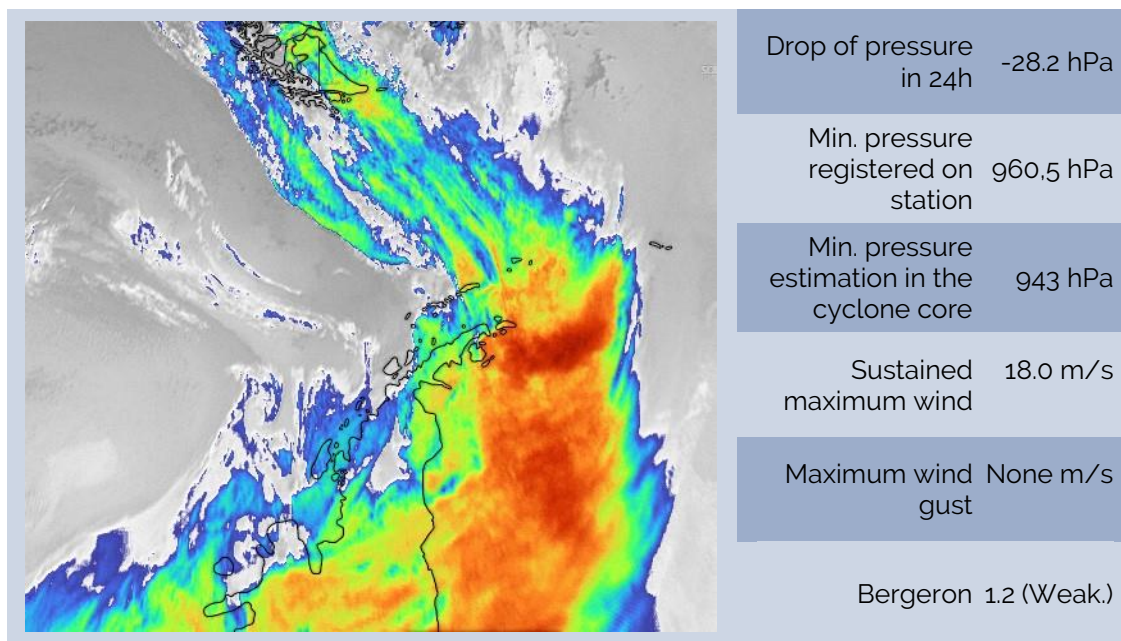 Drop of pressure
in 24h
-28.2 hPa
Min. pressure
registered on
station
960,5 hPa
Min. pressure
estimation in the
cyclone core
943 hPa
Sustained
maximum wind
18.0 m/s
Maximum wind
gust
None m/s
Bergeron
1.2 (Weak.)